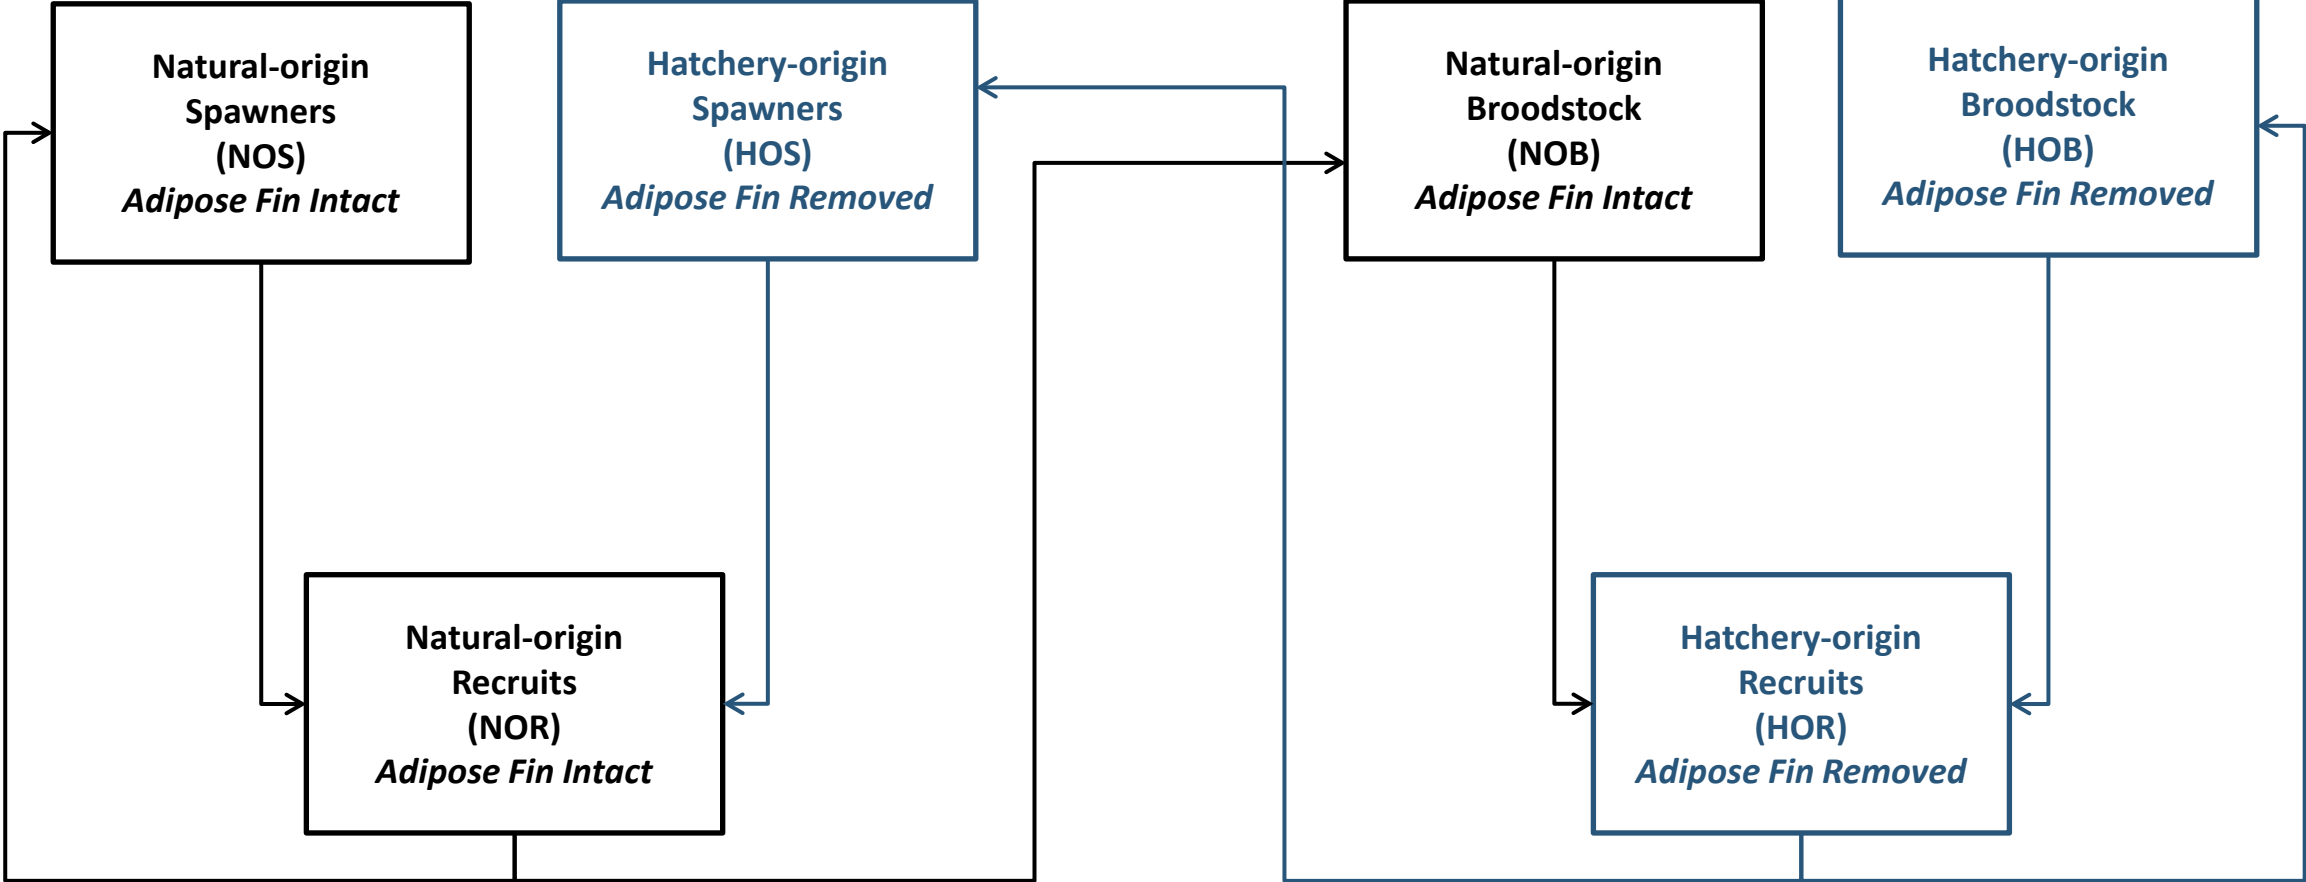 Natural-origin
Spawners
(NOS)
Adipose Fin Intact
Hatchery-origin
Spawners
(HOS)
Adipose Fin Removed
Natural-origin
Broodstock
(NOB)
Adipose Fin Intact
Hatchery-origin
Broodstock
(HOB)
Adipose Fin Removed
Natural-origin
Recruits
(NOR)
Adipose Fin Intact
Hatchery-origin
Recruits
(HOR)
Adipose Fin Removed